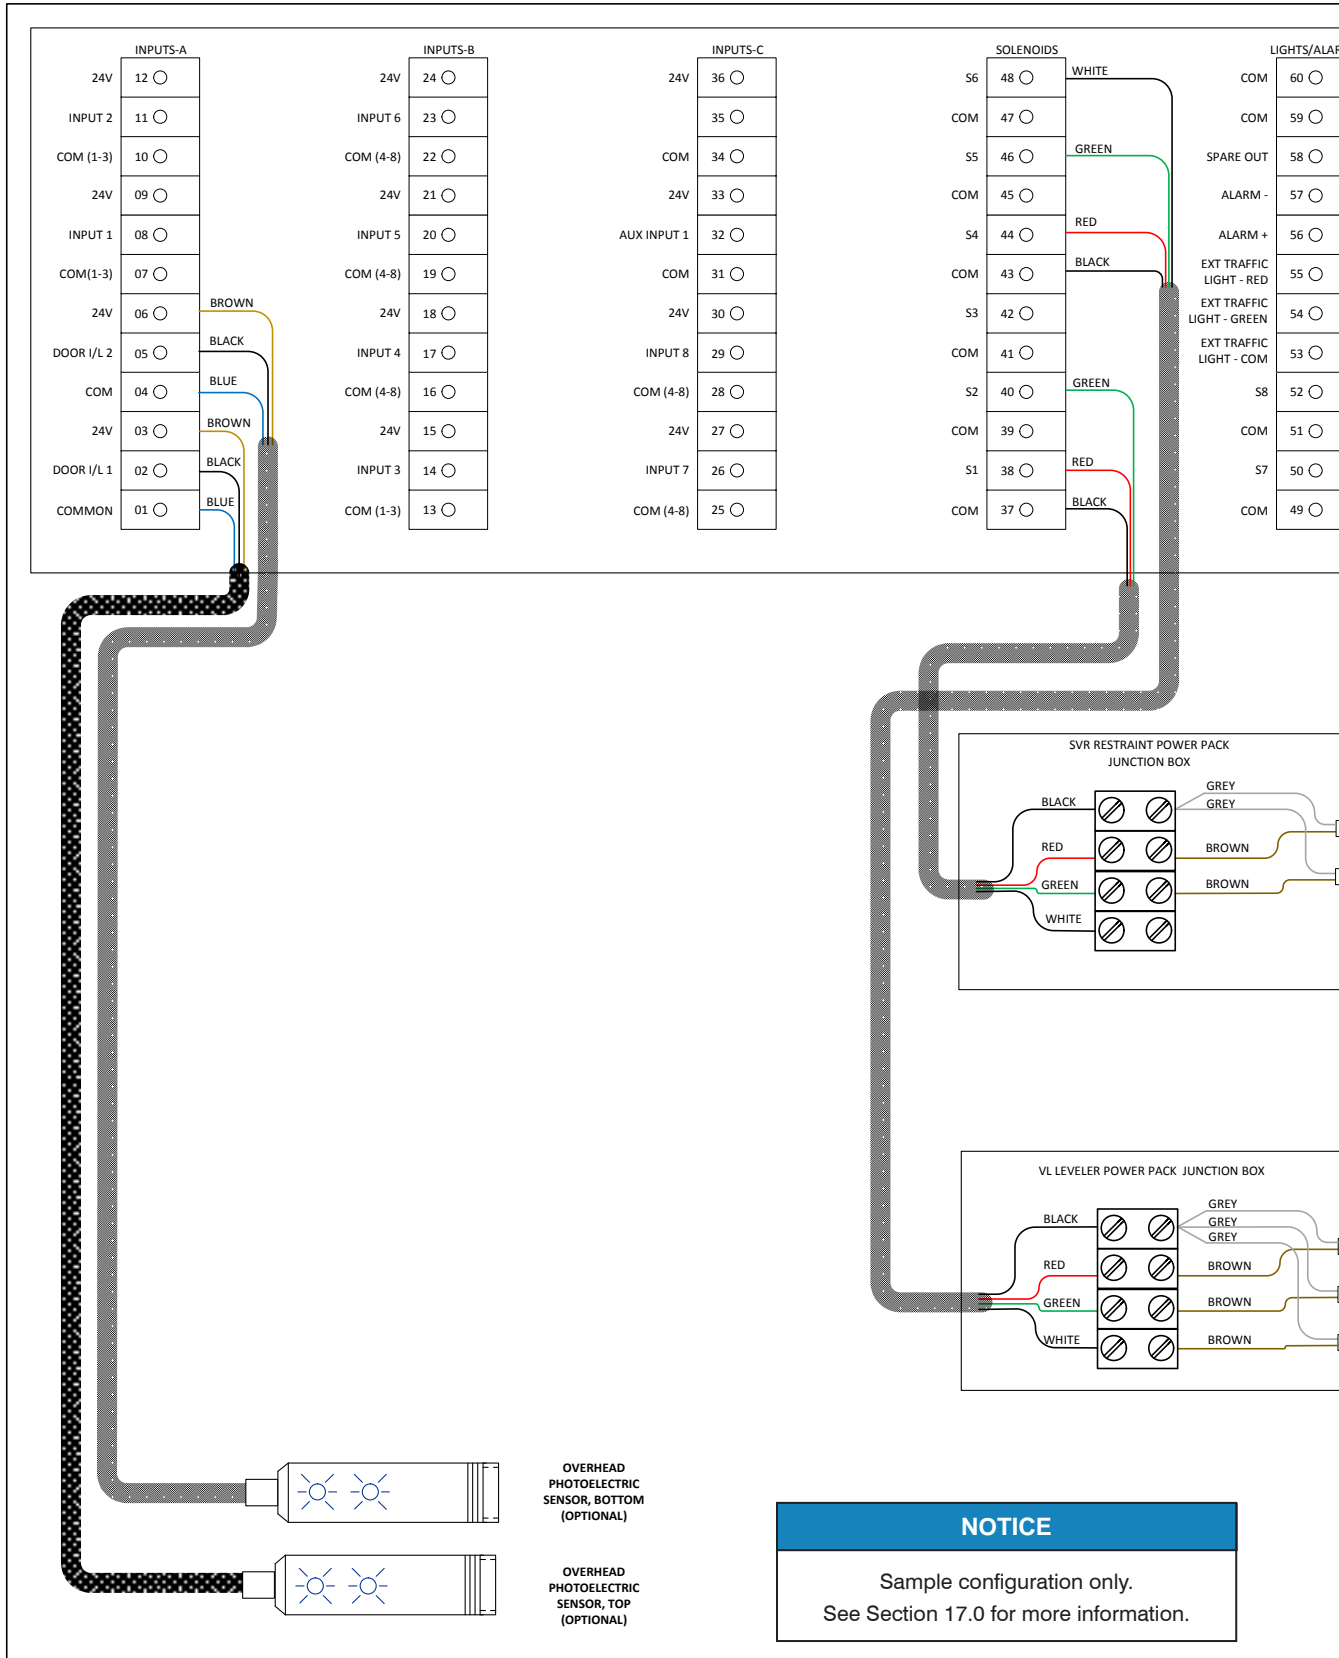 INPUTS-A
24V 12
INPUT 2 11
COM (1-3) 10
24V 09
INPUT 1 08
COM(1-3) 07
24V 06 BROWN
DOOR I/L 2 05 BLACK
COM 04 BLUE
24V 03 BROWN
DOOR I/L 1 02 BLACK
COMMON 01 BLUE
INPUTS-B
24V 24
INPUT 6 23
COM (4-8) 22
24V 21
INPUT 5 20
COM (4-8) 19
24V 18
INPUT 4 17
COM (4-8) 16
24V 15
INPUT 3 14
COM (1-3) 13
INPUTS-C
24V 36
35
COM 34
24V 33
AUX INPUT 1 32
COM 31
24V 30
INPUT 8 29
COM (4-8) 28
24V 27
INPUT 7 26
COM (4-8) 25
SOLENOIDS
S6 48 WHITE
COM 47
S5 46 GREEN
COM 45
S4 44 RED
COM 43 BLACK
S3 42
COM 41
S2 40 GREEN
COM 39
S1 38 RED
COM 37 BLACK
LIGHTS/ALAR
COM 60
COM 59
SPARE OUT 58
ALARM - 57
ALARM + 56
EXT TRAFFIC
LIGHT - RED 55
EXT TRAFFIC
LIGHT - GREEN 54
EXT TRAFFIC
LIGHT - COM 53
S8 52
COM 51
S7 50
COM 49
SVR RESTRAINT POWER PACK
JUNCTION BOX
BLACK
RED
GREEN
WHITE
GREY
GREY
BROWN
BROWN
VL LEVELER POWER PACK JUNCTION BOX
BLACK
RED
GREEN
WHITE
GREY
GREY
GREY
BROWN
BROWN
BROWN
OVERHEAD
PHOTOELECTRIC
SENSOR, BOTTOM
(OPTIONAL)
OVERHEAD
PHOTOELECTRIC
SENSOR, TOP
(OPTIONAL)
NOTICE
Sample configuration only.
See Section 17.0 for more information.